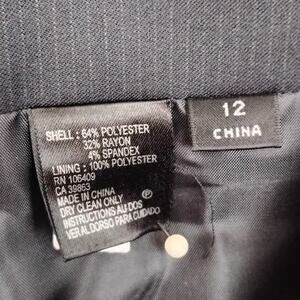 SHELL : 64% POLYESTER
32% RAYON
4% SPANDEX
LINING : 100% POLYESTER
RN 106409
CA 39863
MADE IN CHINA
DRY CLEAN ONLY
INSTRUCTIONS AU DOS
VER AL DORSO PARA CUIDADO
12
CHINA